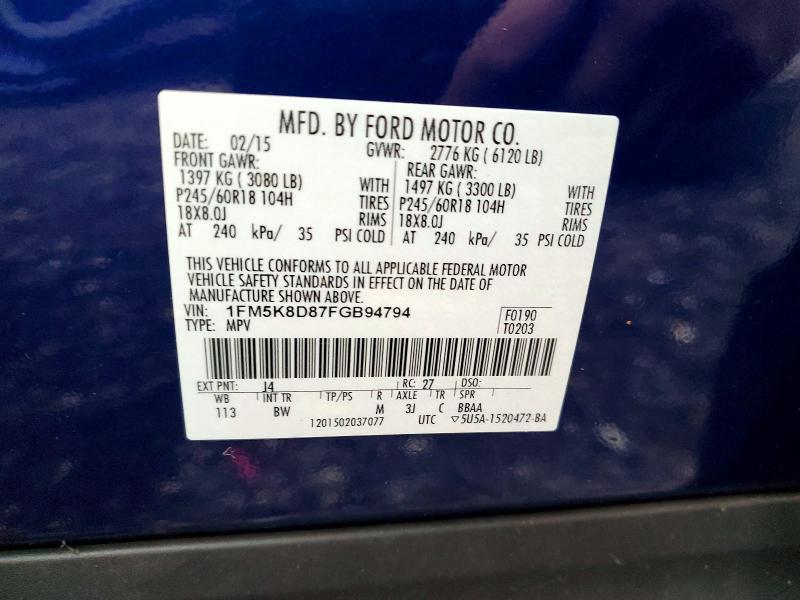 MFD. BY FORD MOTOR CO.
DATE: 02/15 GVWR: 2776 KG ( 6120 LB)
FRONT GAWR: REAR GAWR:
1397 KG ( 3080 LB) WITH 1497 KG ( 3300 LB) WITH
P245/60R18 104H TIRES P245/60R18 104H TIRES
18X8.0J RIMS 18X8.0J RIMS
AT 240 kPa/ 35 PSI COLD AT 240 kPa/ 35 PSI COLD
THIS VEHICLE CONFORMS TO ALL APPLICABLE FEDERAL MOTOR
VEHICLE SAFETY STANDARDS IN EFFECT ON THE DATE OF
MANUFACTURE SHOWN ABOVE.
VIN: 1FM5K8D87FGB94794 F0190
TYPE: MPV T0203
EXT PNT: J4 RC: 27 DSO:
WB INT TR TP/PS R AXLE TR SPR
113 BW M 3J C BBAA
1201502037077 UTC ▽5U5A-1520472-BA